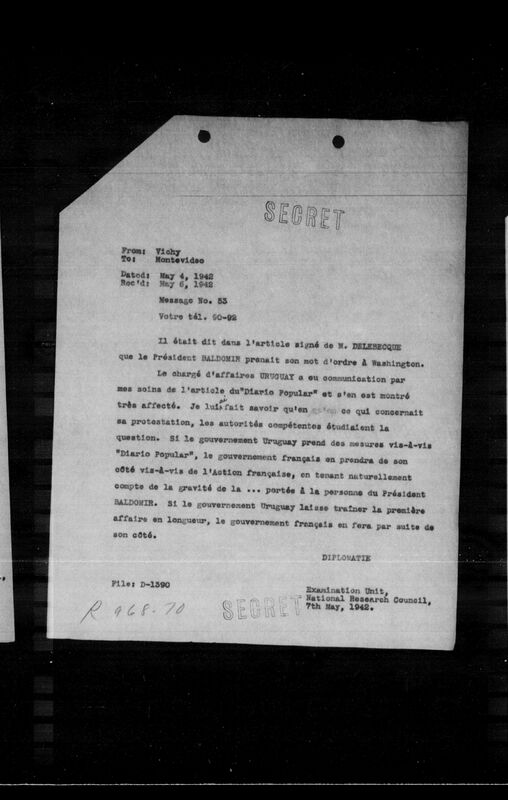 SECRET
From: Vichy
To: Montevideo
Dated: May 4, 1942
Rec'd: May 6, 1942
Message No. 53
Votre tél. 90-92
Il était dit dans l'article signé de M. DELEBECQUE
que le Président BALDOMIR prenait son mot d'ordre à Washington.
Le chargé d'affaires URUGUAY a eu communication par
mes soins de l'article du"Diario Popular" et s'en est montré
très affecté. Je lui ai fait savoir qu'en ce qui concernait
sa protestation, les autorités compétentes étudiaient la
question. Si le gouvernement Uruguay prend des mesures vis-à-vis
"Diario Popular", le gouvernement français en prendra de son
côté vis-à-vis de l'Action française, en tenant naturellement
compte de la gravité de la ... portée à la personne du Président
BALDOMIR. Si le gouvernement Uruguay laisse traîner la première
affaire en longueur, le gouvernement français en fera par suite de
son côté.
DIPLOMATIE
File: D-1390
Examination Unit,
National Research Council,
7th May, 1942.
R 968-70
SECRET